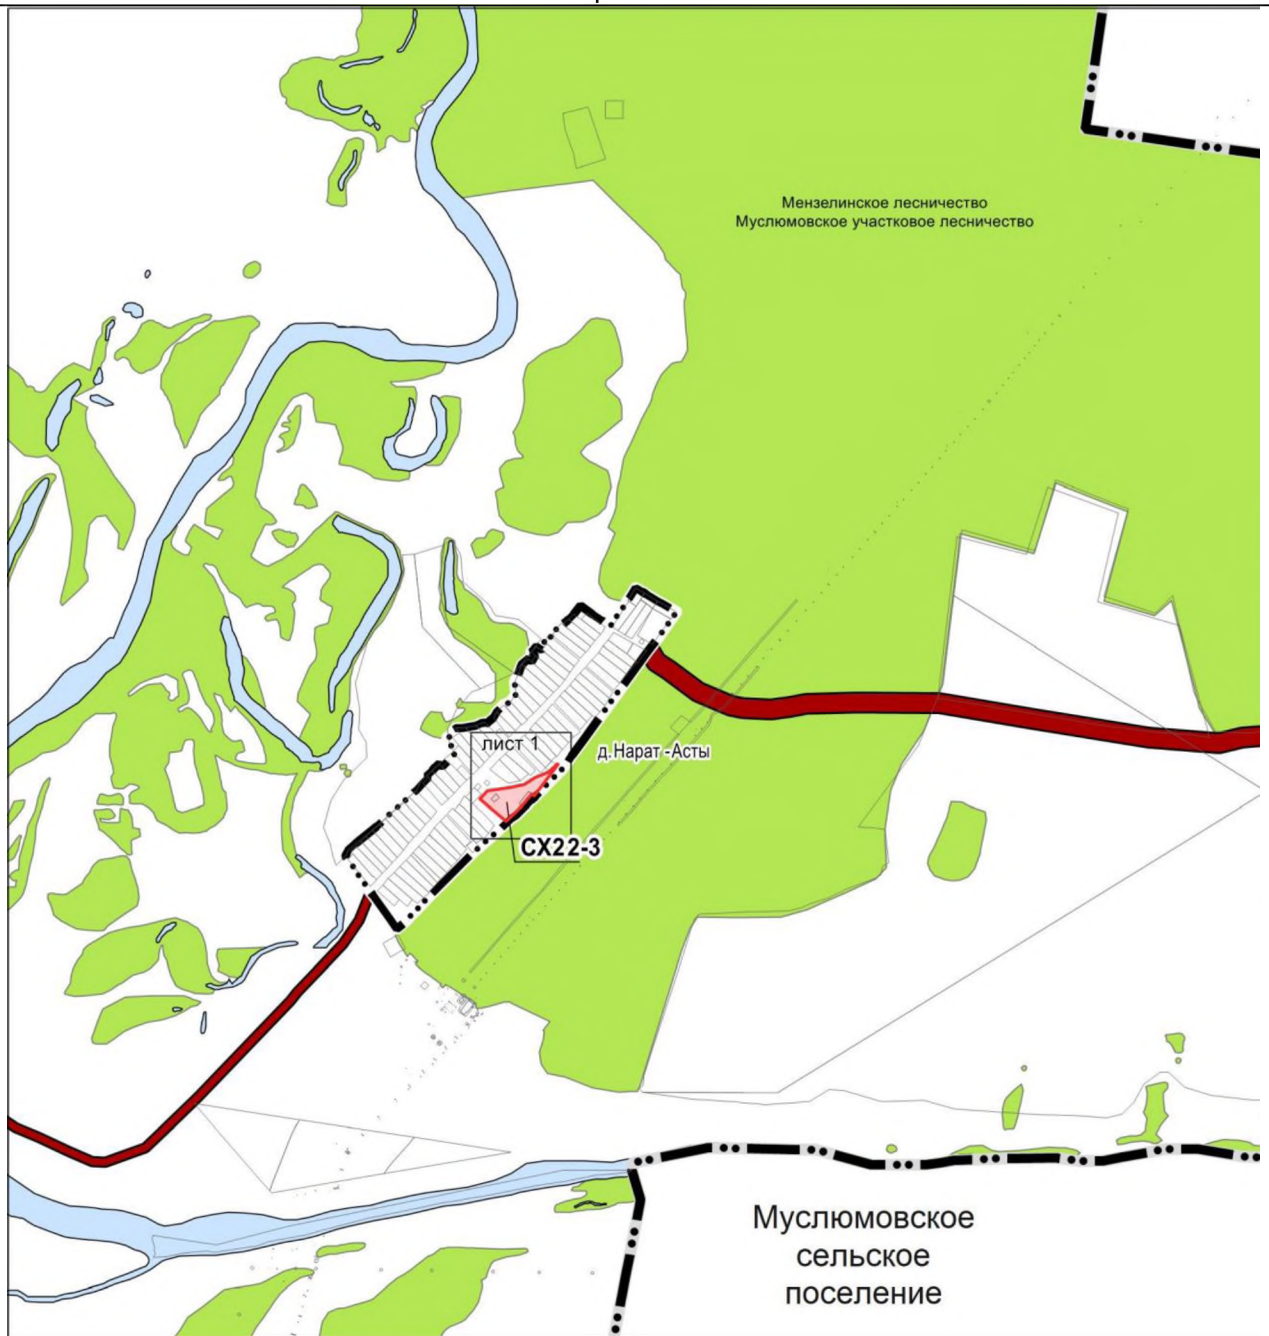 Мензелинское лесничество
Муслюмовское участковое лесничество
лист 1
д.Нарат -Асты
СХ22-3
Муслюмовское
сельское
поселение